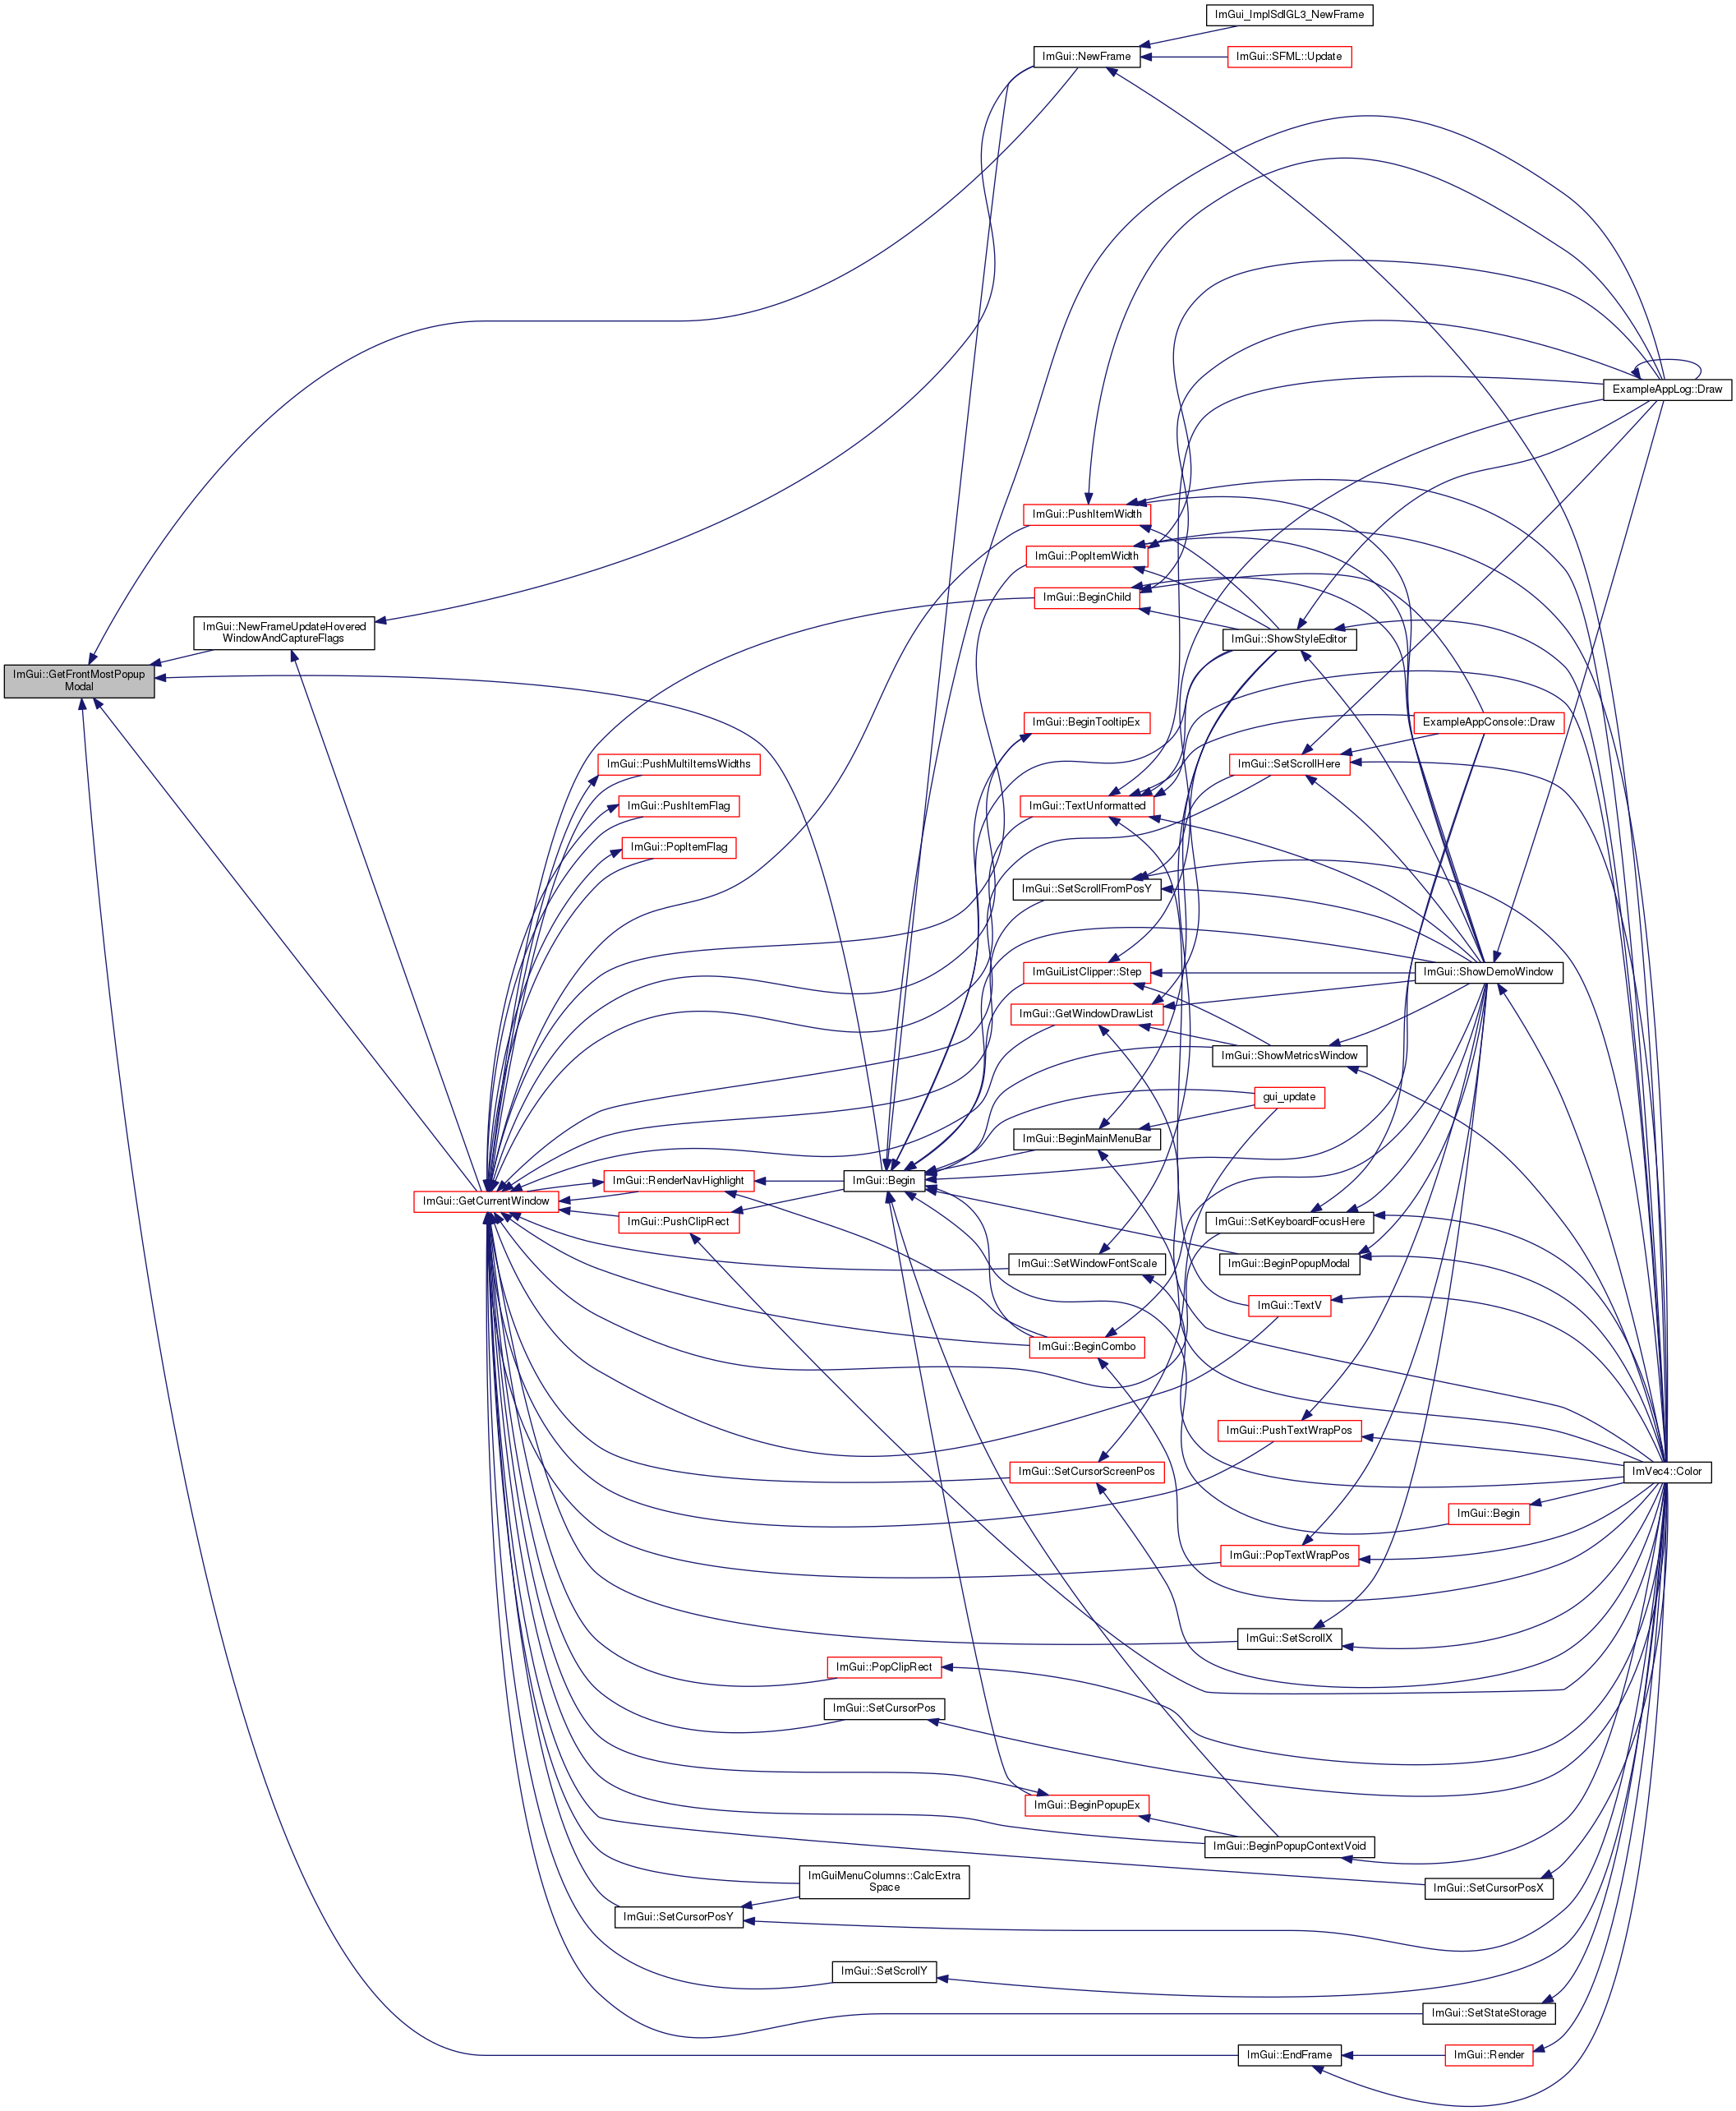 ImGui_ImplSdlGL3_NewFrame
ImGui::NewFrame
ImGui::SFML::Update
ExampleAppLog::Draw
ImGui::PushItemWidth
ImGui::PopItemWidth
ImGui::BeginChild
ImGui::NewFrameUpdateHovered
WindowAndCaptureFlags
ImGui::ShowStyleEditor
ImGui::GetFrontMostPopup
Modal
ImGui::BeginTooltipEx
ExampleAppConsole::Draw
ImGui::PushMultiItemsWidths
ImGui::SetScrollHere
ImGui::PushItemFlag
ImGui::TextUnformatted
ImGui::PopItemFlag
ImGui::SetScrollFromPosY
ImGuiListClipper::Step
ImGui::ShowDemoWindow
ImGui::GetWindowDrawList
ImGui::ShowMetricsWindow
gui_update
ImGui::BeginMainMenuBar
ImGui::RenderNavHighlight
ImGui::Begin
ImGui::GetCurrentWindow
ImGui::PushClipRect
ImGui::SetKeyboardFocusHere
ImGui::SetWindowFontScale
ImGui::BeginPopupModal
ImGui::TextV
ImGui::BeginCombo
ImGui::PushTextWrapPos
ImGui::SetCursorScreenPos
ImVec4::Color
ImGui::Begin
ImGui::PopTextWrapPos
ImGui::SetScrollX
ImGui::PopClipRect
ImGui::SetCursorPos
ImGui::BeginPopupEx
ImGui::BeginPopupContextVoid
ImGuiMenuColumns::CalcExtra
Space
ImGui::SetCursorPosX
ImGui::SetCursorPosY
ImGui::SetScrollY
ImGui::SetStateStorage
ImGui::EndFrame
ImGui::Render